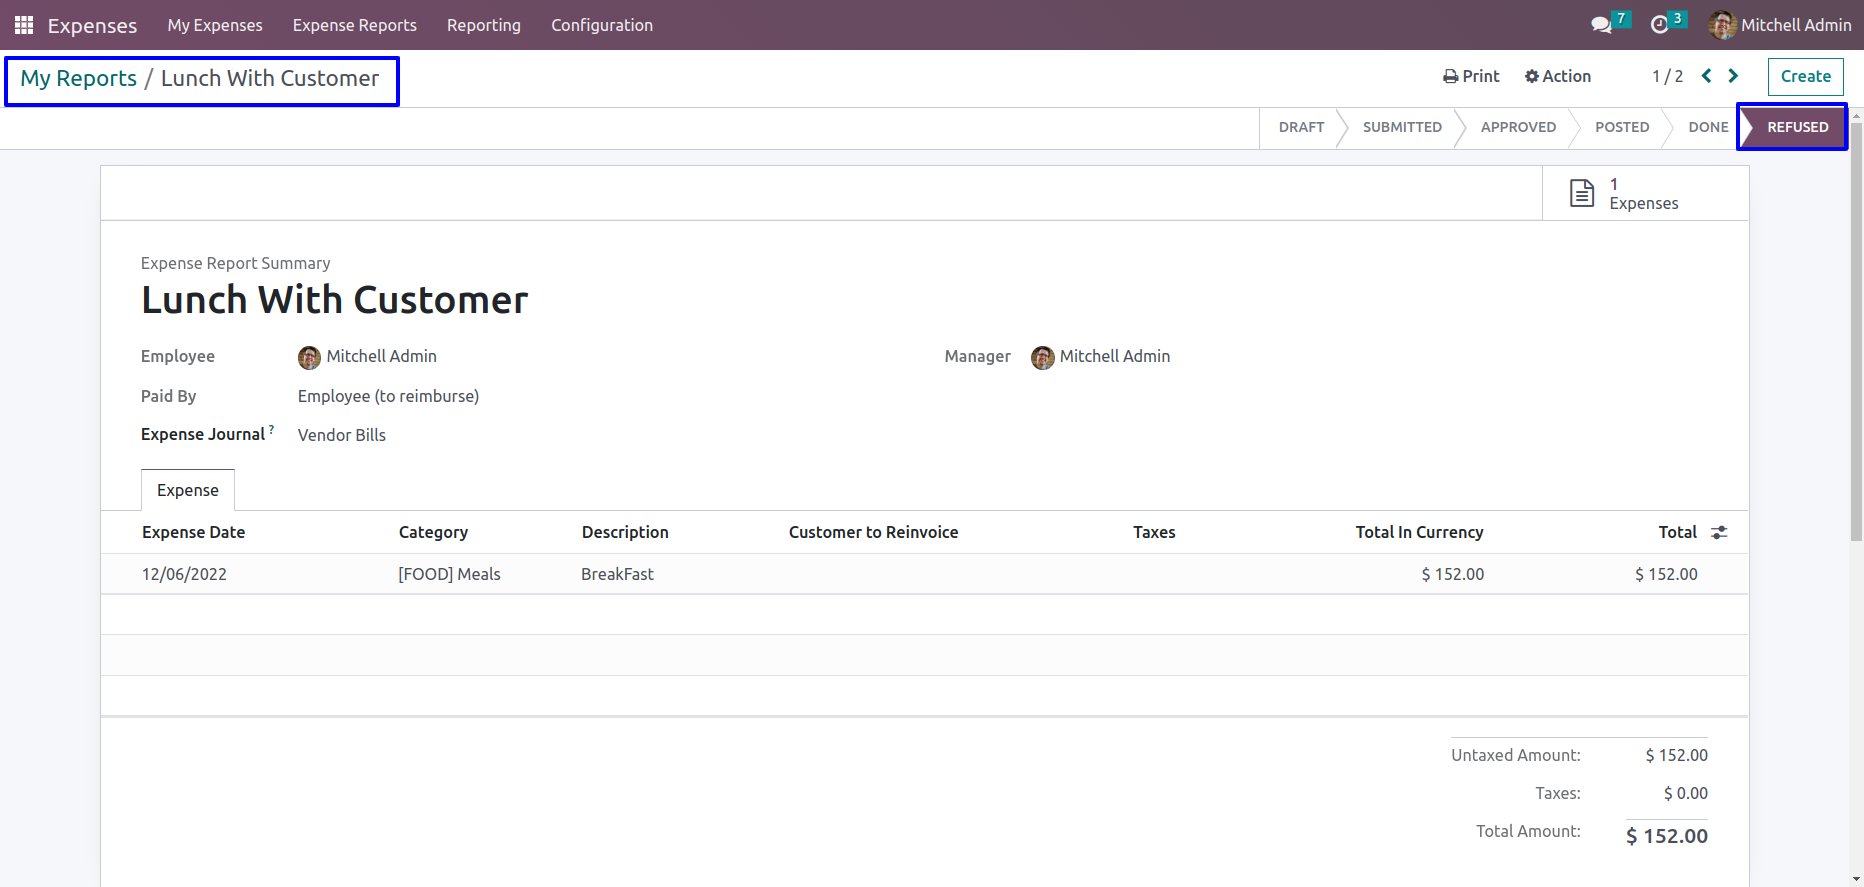 Expenses My Expenses Expense Reports Reporting Configuration 7 3 Mitchell Admin
My Reports / Lunch With Customer Print Action 1 / 2 Create
DRAFT SUBMITTED APPROVED POSTED DONE REFUSED
1
Expenses
Expense Report Summary
Lunch With Customer
Employee Mitchell Admin Manager Mitchell Admin
Paid By Employee (to reimburse)
Expense Journal ? Vendor Bills
Expense
Expense Date Category Description Customer to Reinvoice Taxes Total In Currency Total
12/06/2022 [FOOD] Meals BreakFast $ 152.00 $ 152.00
Untaxed Amount: $ 152.00
Taxes: $ 0.00
Total Amount: $ 152.00